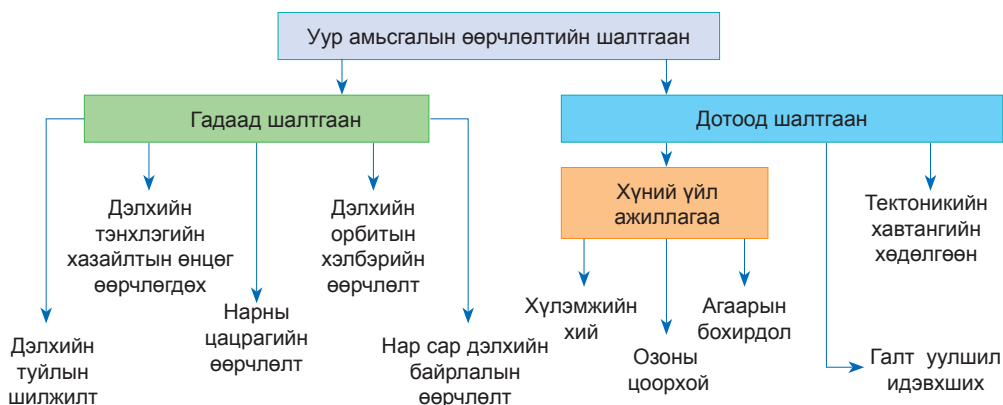 Уур амьсгалын өөрчлөлтийн шалтгаан
Гадаад шалтгаан
Дотоод шалтгаан
Дэлхийн
туйлын
шилжилт
Дэлхийн
тэнхлэгийн
хазайлтын өнцөг
өөрчлөгдөх
Нарны
цацрагийн
өөрчлөлт
Дэлхийн
орбитын
хэлбэрийн
өөрчлөлт
Нар сар дэлхийн
байрлалын
өөрчлөлт
Хүний үйл
ажиллагаа
Хүлэмжийн
хий
Озоны
цоорхой
Агаарын
бохирдол
Галт уулшил
идэвхших
Тектоникийн
хавтангийн
хөдөлгөөн